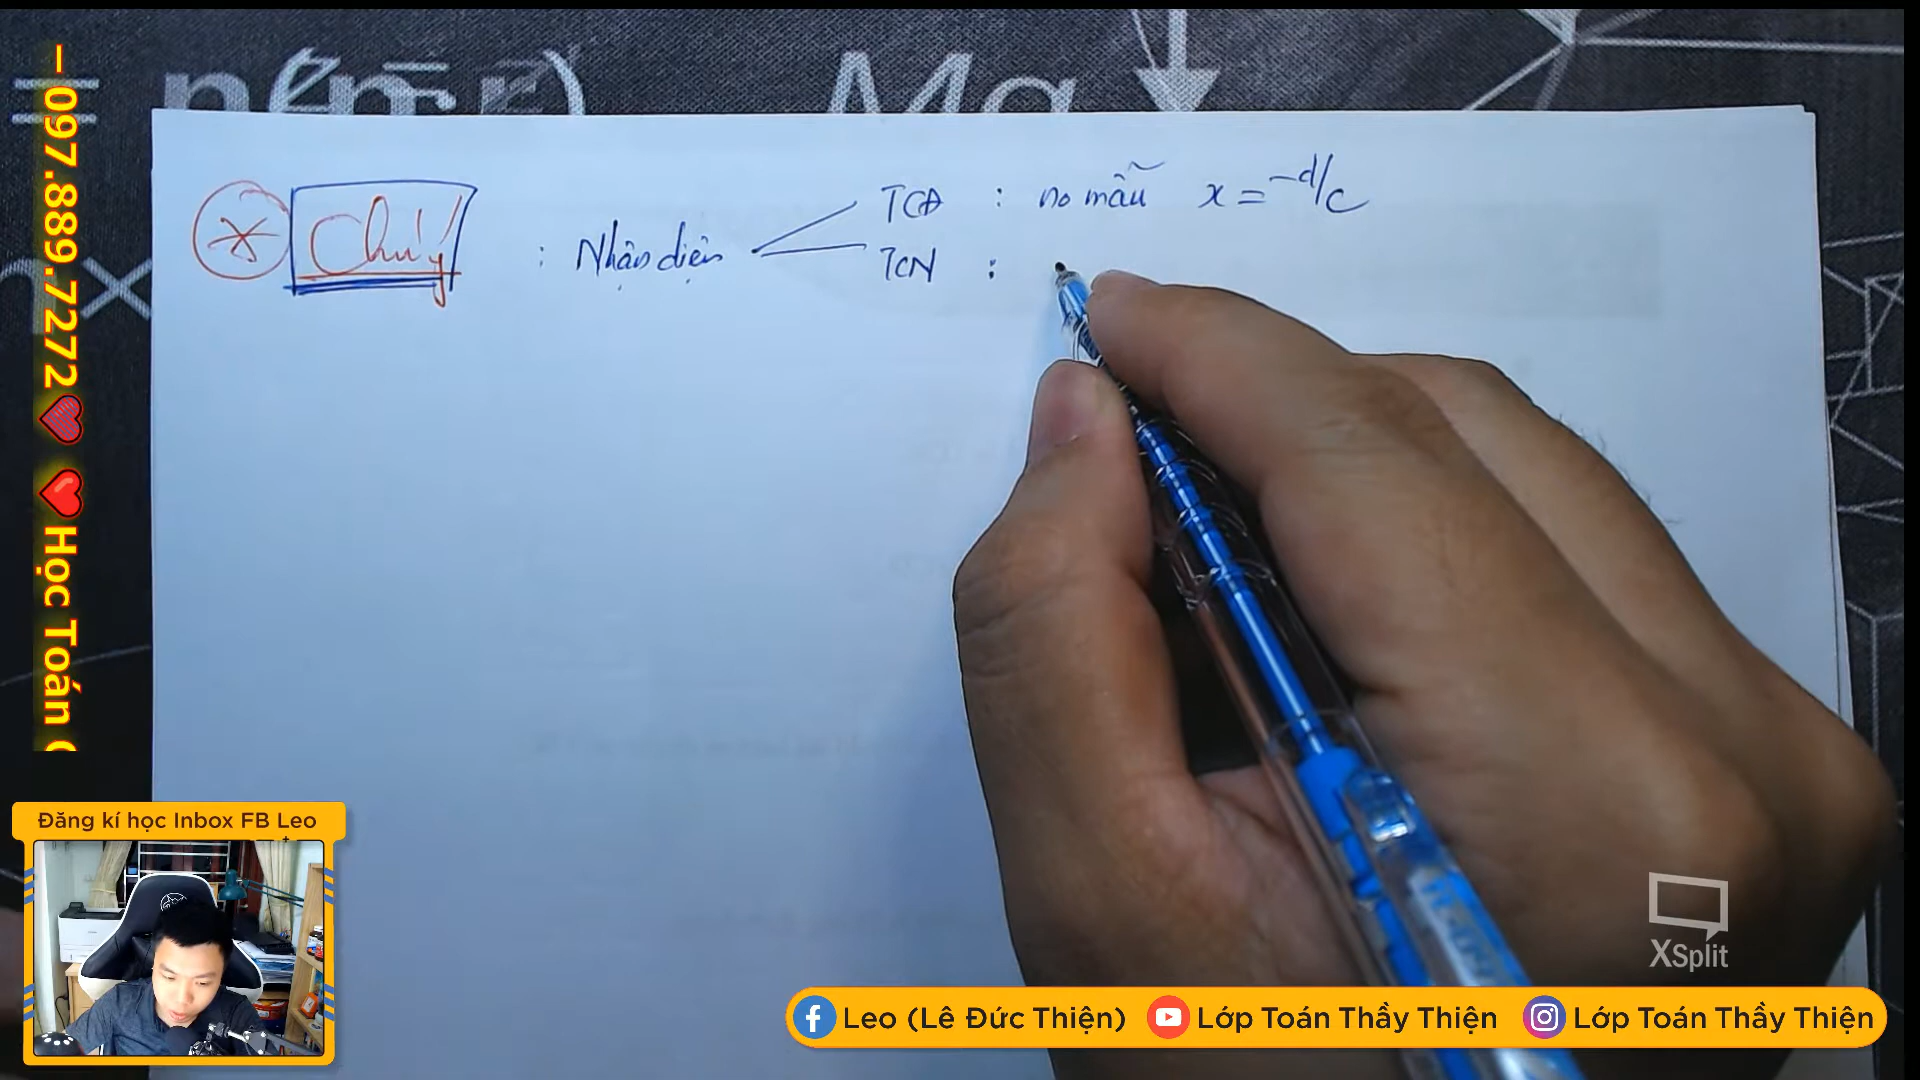 — 097.889.7272 ❤️ ❤️ Học Toán
Chú ý : Nhận diện
TCĐ : no mẫu x = -d/c
TCN :
Đăng kí học Inbox FB Leo
XSplit
Leo (Lê Đức Thiện) Lớp Toán Thầy Thiện Lớp Toán Thầy Thiện